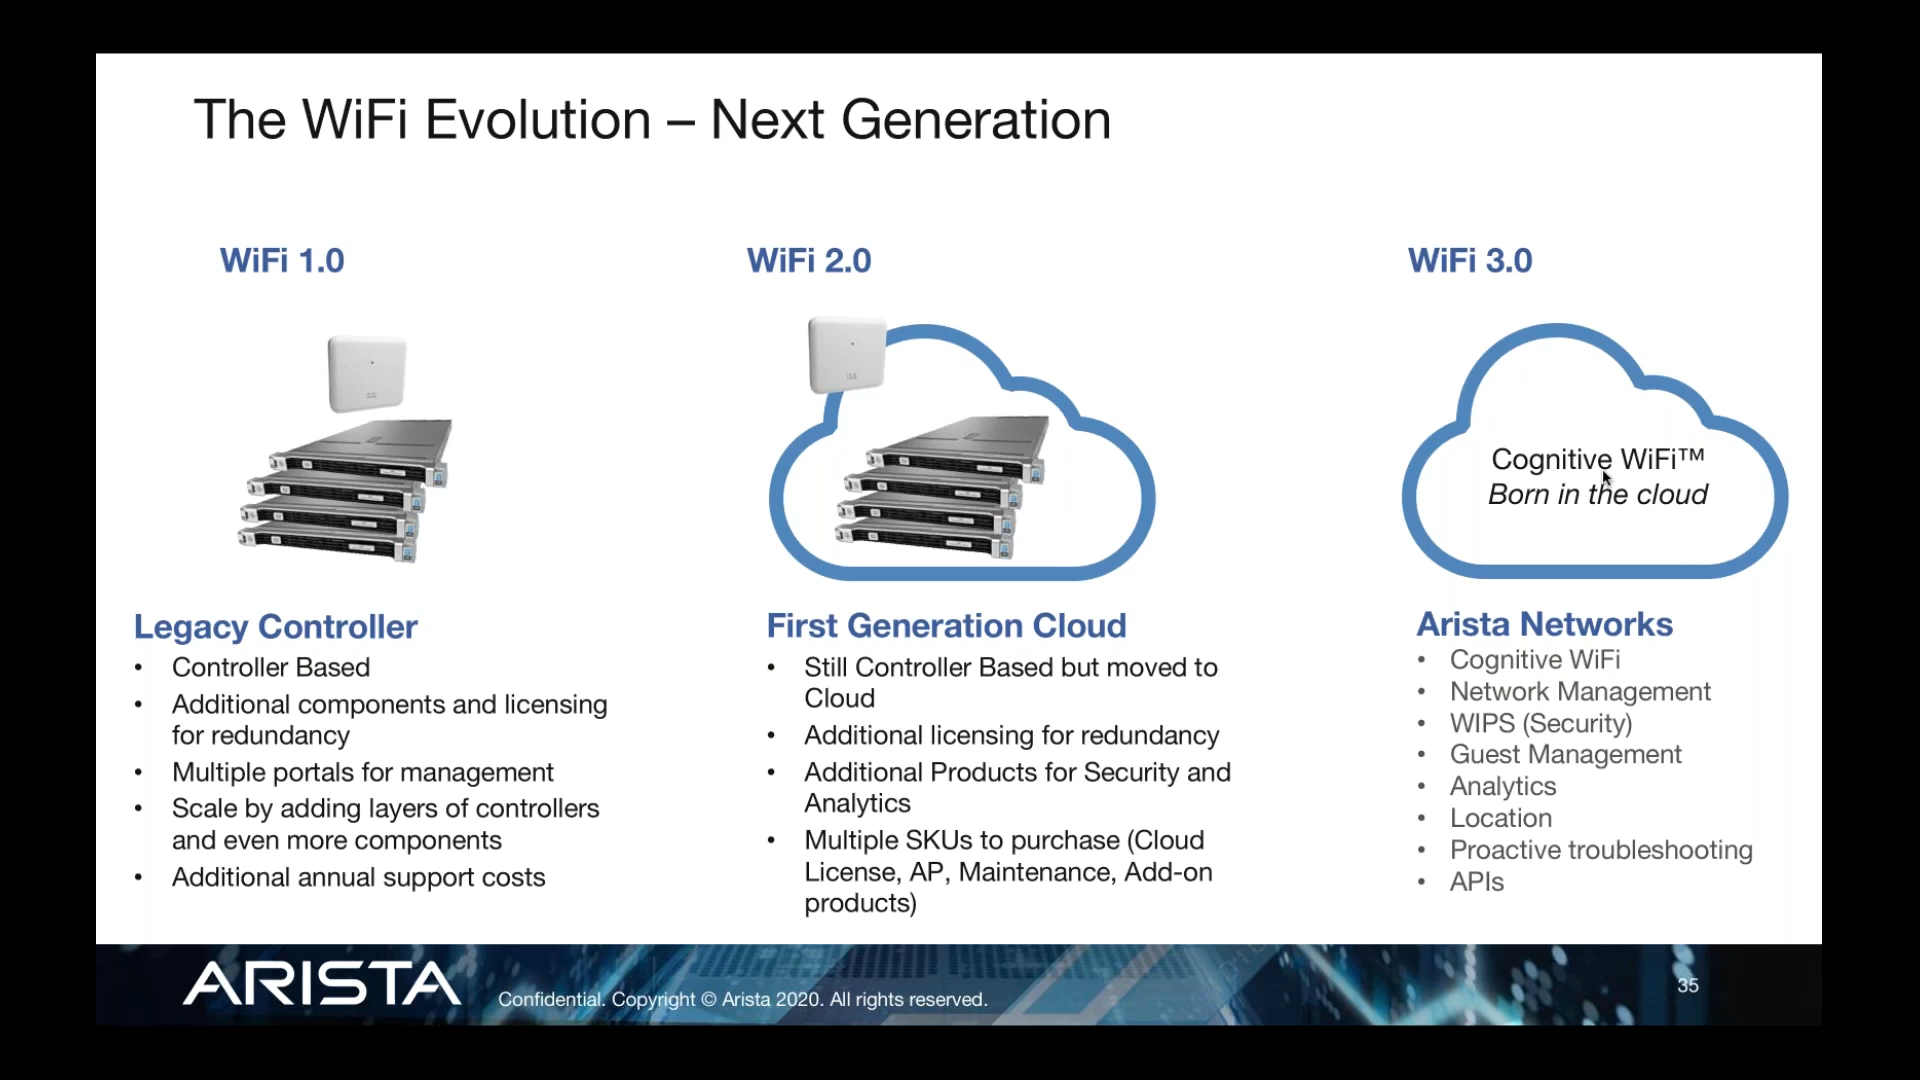 The WiFi Evolution – Next Generation
WiFi 1.0
WiFi 2.0
WiFi 3.0
Cognitive WiFi™
Born in the cloud
Legacy Controller
• Controller Based
• Additional components and licensing
for redundancy
• Multiple portals for management
• Scale by adding layers of controllers
and even more components
• Additional annual support costs
First Generation Cloud
• Still Controller Based but moved to
Cloud
• Additional licensing for redundancy
• Additional Products for Security and
Analytics
• Multiple SKUs to purchase (Cloud
License, AP, Maintenance, Add-on
products)
Arista Networks
• Cognitive WiFi
• Network Management
• WIPS (Security)
• Guest Management
• Analytics
• Location
• Proactive troubleshooting
• APIs
ARISTA
Confidential. Copyright © Arista 2020. All rights reserved.
35